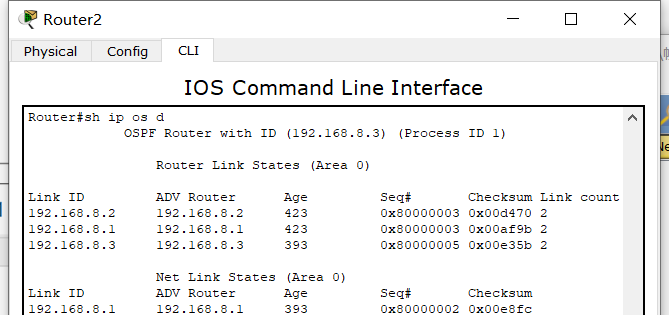 Router2
Physical Config CLI
IOS Command Line Interface
Router#sh ip os d
OSPF Router with ID (192.168.8.3) (Process ID 1)
Router Link States (Area 0)
Link ID ADV Router Age Seq# Checksum Link count
192.168.8.2 192.168.8.2 423 0x80000003 0x00d470 2
192.168.8.1 192.168.8.1 423 0x80000003 0x00af9b 2
192.168.8.3 192.168.8.3 393 0x80000005 0x00e35b 2
Net Link States (Area 0)
Link ID ADV Router Age Seq# Checksum
192.168.8.1 192.168.8.1 393 0x80000002 0x00e8fc